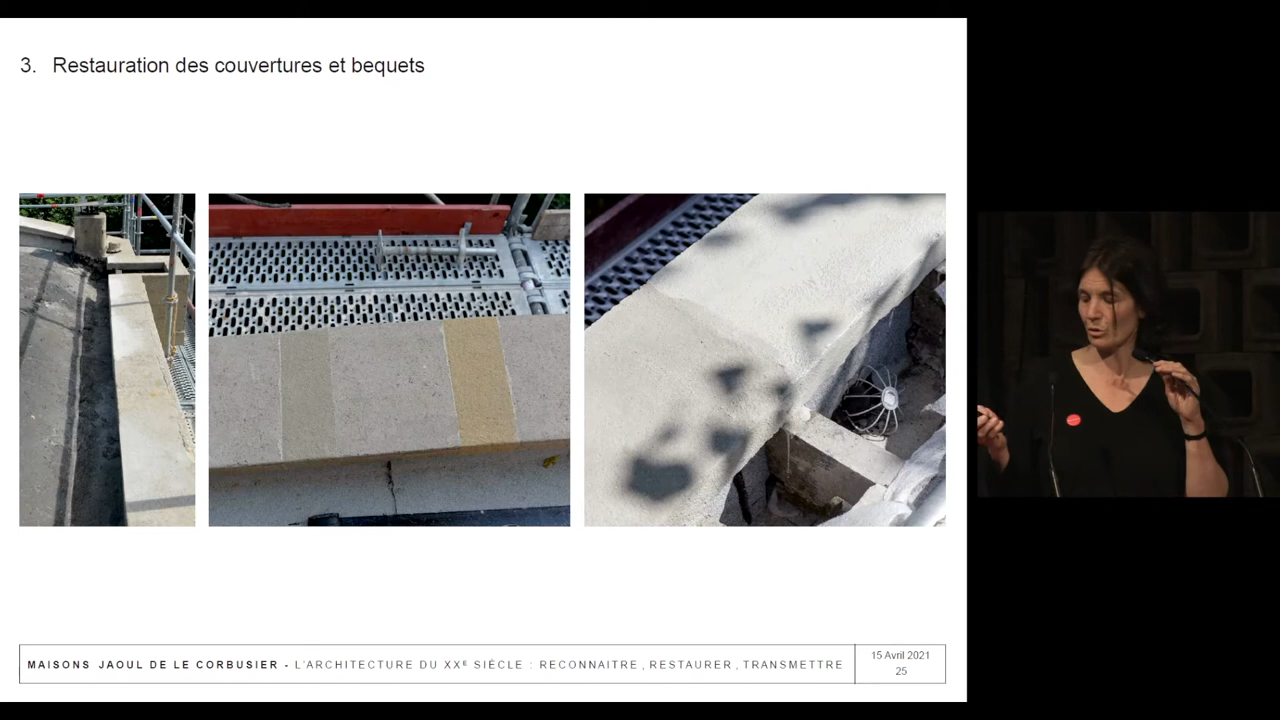 3. Restauration des couvertures et bequets
MAISONS JAOUL DE LE CORBUSIER - L'ARCHITECTURE DU XXE SIÈCLE : RECONNAITRE , RESTAURER , TRANSMETTRE
15 Avril 2021
25